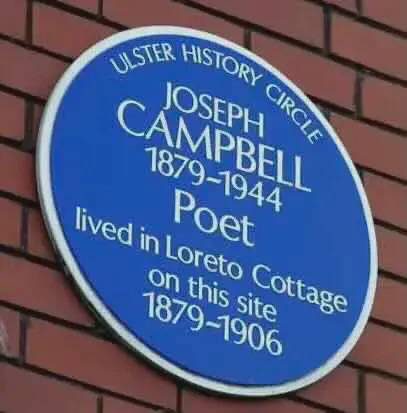 ULSTER HISTORY CIRCLE
JOSEPH
CAMPBELL
1879-1944
Poet
lived in Loreto Cottage
on this site
1879-1906